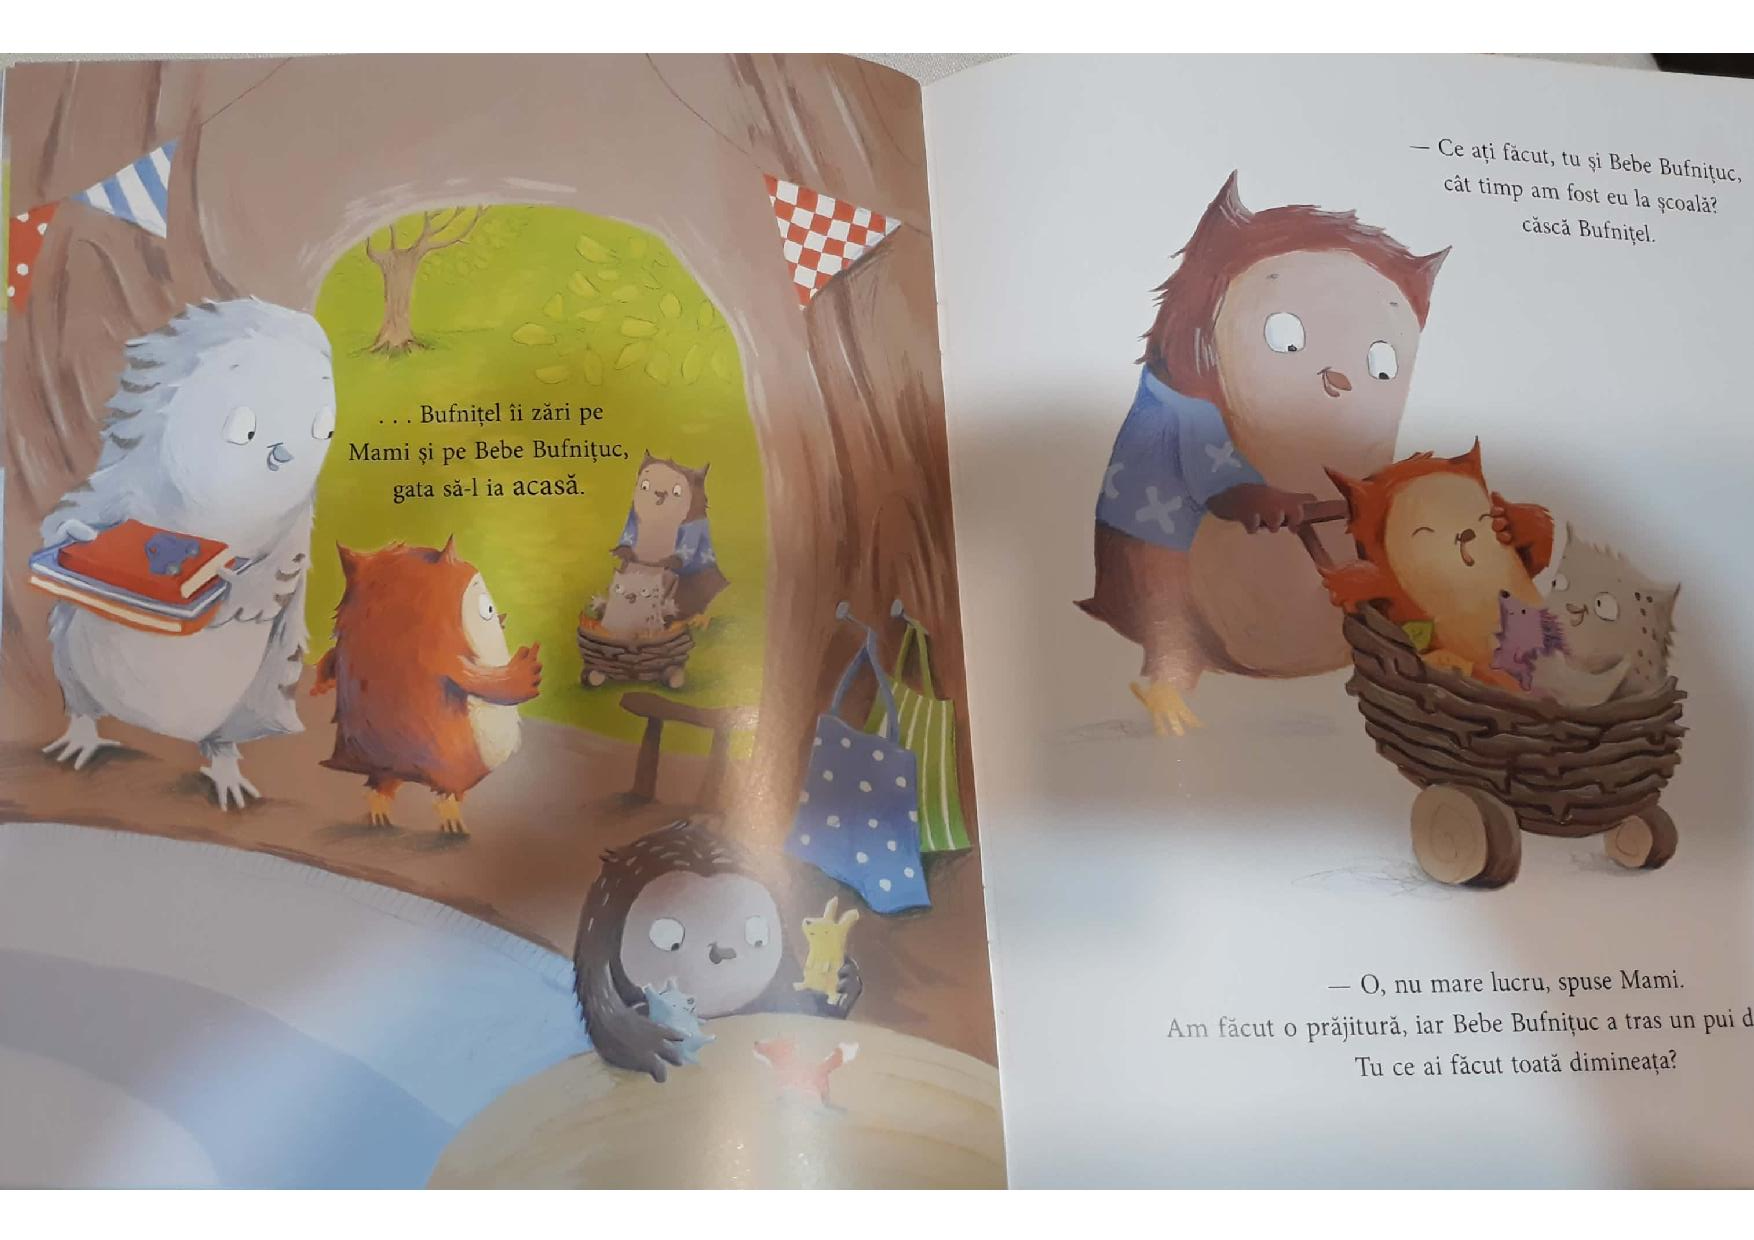 . . . Bufnițel îi zări pe
Mami și pe Bebe Bufnițuc,
gata să-l ia acasă.
— Ce ați făcut, tu și Bebe Bufnițuc,
cât timp am fost eu la școală?
căscă Bufnițel.
— O, nu mare lucru, spuse Mami.
Am făcut o prăjitură, iar Bebe Bufnițuc a tras un pui d
Tu ce ai făcut toată dimineața?